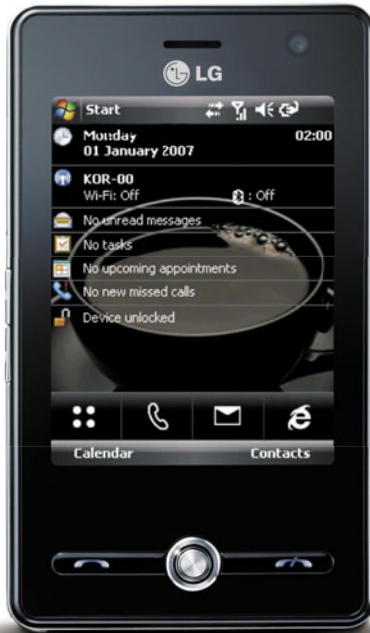 LG
Start
Monday 02:00
01 January 2007
KOR-00
Wi-Fi: Off : Off
No unread messages
No tasks
No upcoming appointments
No new missed calls
Device unlocked
Calendar Contacts